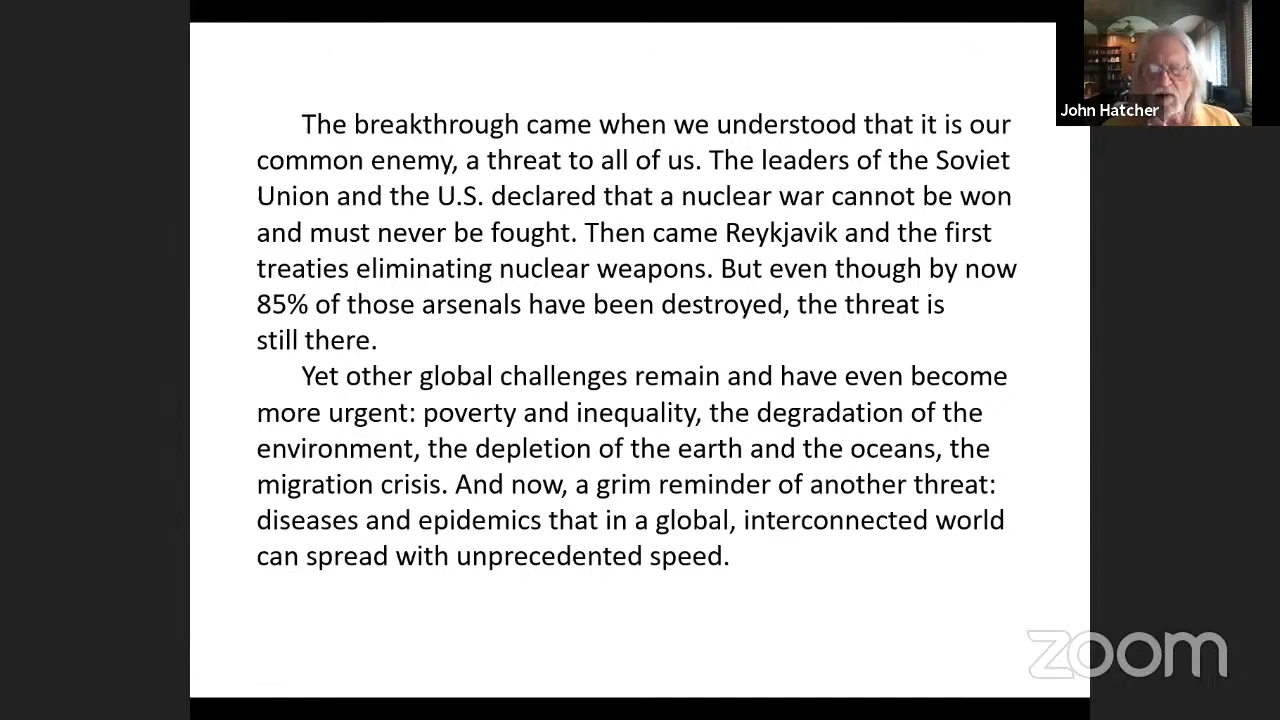 The breakthrough came when we understood that it is our
common enemy, a threat to all of us. The leaders of the Soviet
Union and the U.S. declared that a nuclear war cannot be won
and must never be fought. Then came Reykjavik and the first
treaties eliminating nuclear weapons. But even though by now
85% of those arsenals have been destroyed, the threat is
still there.
Yet other global challenges remain and have even become
more urgent: poverty and inequality, the degradation of the
environment, the depletion of the earth and the oceans, the
migration crisis. And now, a grim reminder of another threat:
diseases and epidemics that in a global, interconnected world
can spread with unprecedented speed.
John Hatcher
zoom